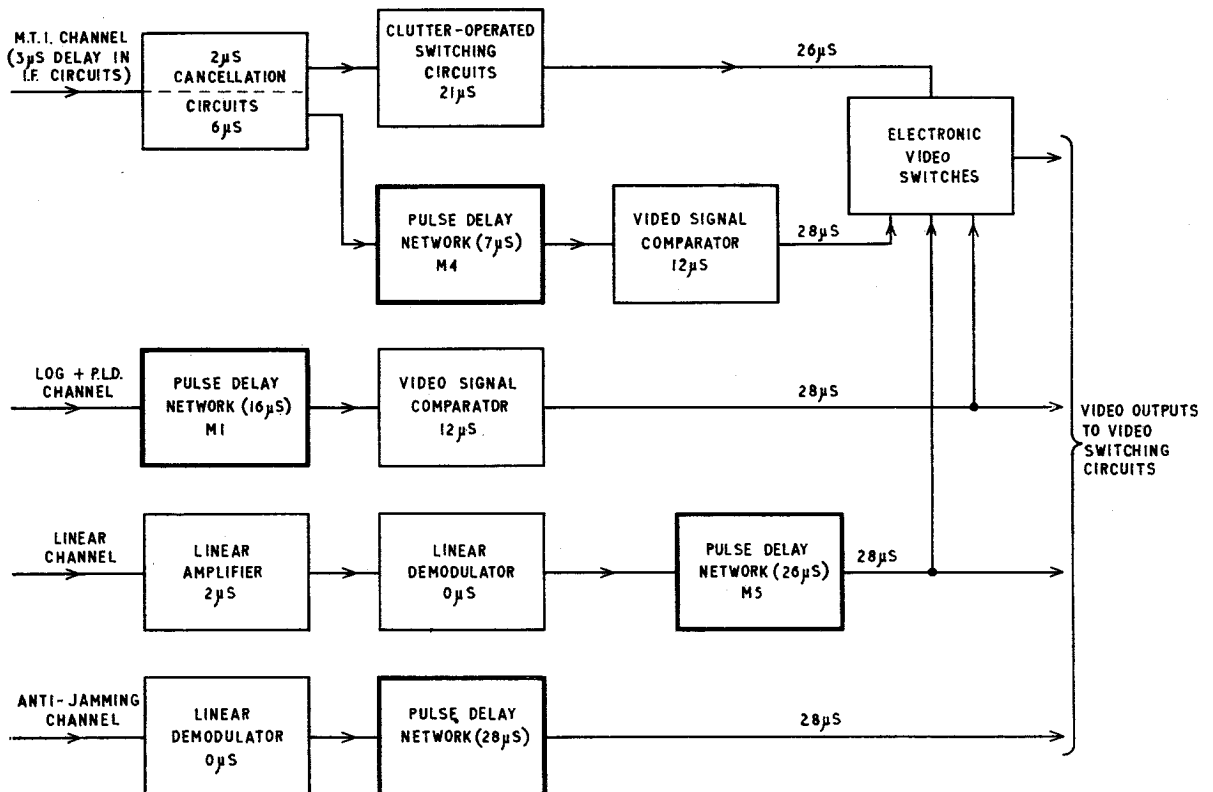 M.T.I. CHANNEL
(3µS DELAY IN
I.F. CIRCUITS)
2µS
CANCELLATION
CIRCUITS
6µS
CLUTTER-OPERATED
SWITCHING
CIRCUITS
21µS
26µS
ELECTRONIC
VIDEO
SWITCHES
PULSE DELAY
NETWORK (7µS)
M4
VIDEO SIGNAL
COMPARATOR
12µS
28µS
LOG + P.L.D.
CHANNEL
PULSE DELAY
NETWORK (16µS)
M1
VIDEO SIGNAL
COMPARATOR
12µS
28µS
VIDEO OUTPUTS
TO VIDEO
SWITCHING
CIRCUITS
LINEAR
CHANNEL
LINEAR
AMPLIFIER
2µS
LINEAR
DEMODULATOR
0µS
PULSE DELAY
NETWORK (26µS)
M5
28µS
ANTI-JAMMING
CHANNEL
LINEAR
DEMODULATOR
0µS
PULSE DELAY
NETWORK (28µS)
28µS